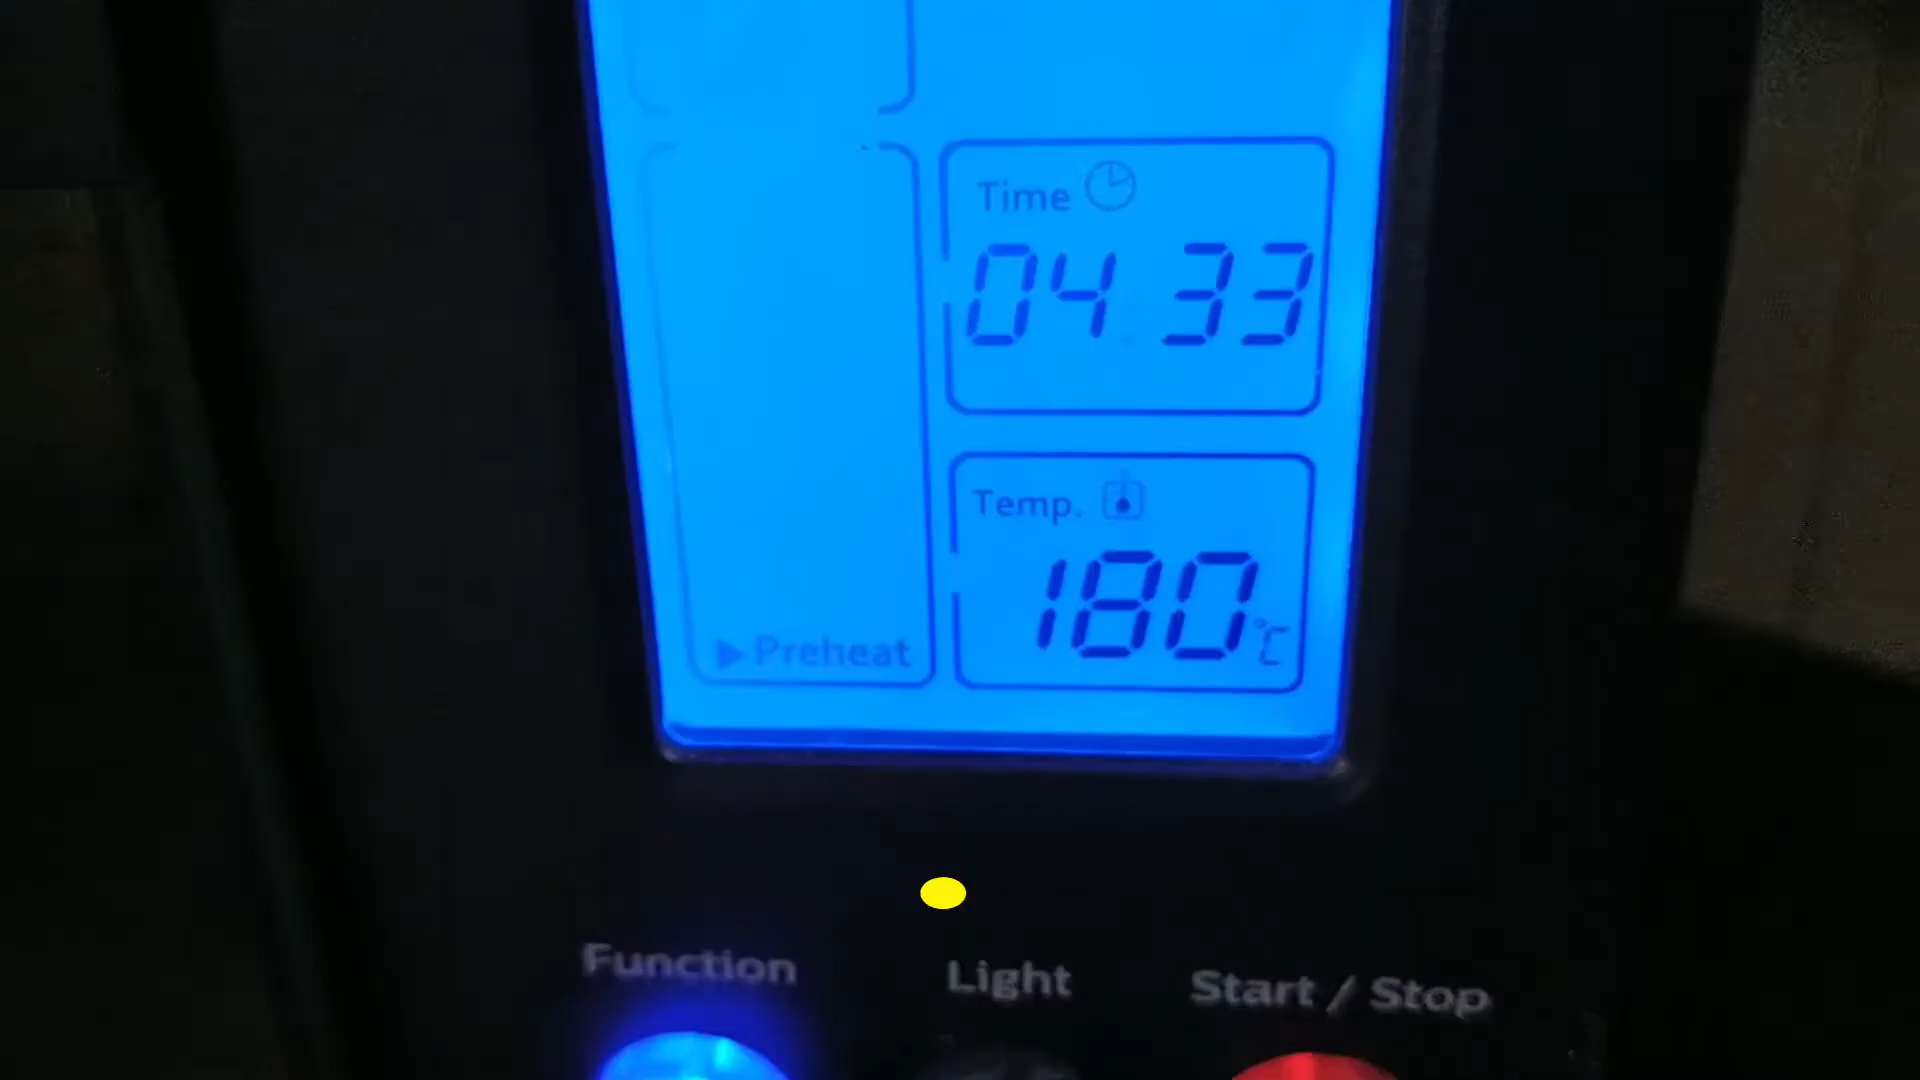 Time
04 33
Temp.
180°C
▶Preheat
Function
Light
Start / Stop